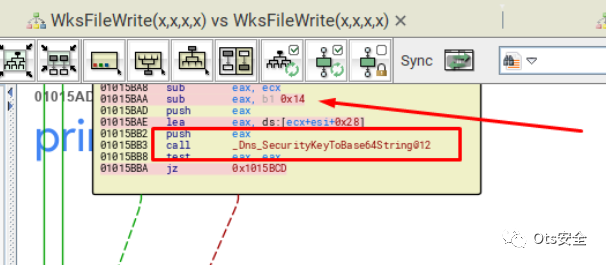 WksFileWrite(x,x,x,x) vs WksFileWrite(x,x,x,x)
Sync
01015BA8 sub eax, ecx
01015AD
01015BAA sub eax, b1 0x14
01015BAD push eax
01015BAE lea eax, ds:[ecx+esi+0x28]
prim
01015BB2 push eax
01015BB3 call _Dns_SecurityKeyToBase64String@12
01015BB8 test eax, eax
01015BBA jz 0x1015BCD
Ots安全